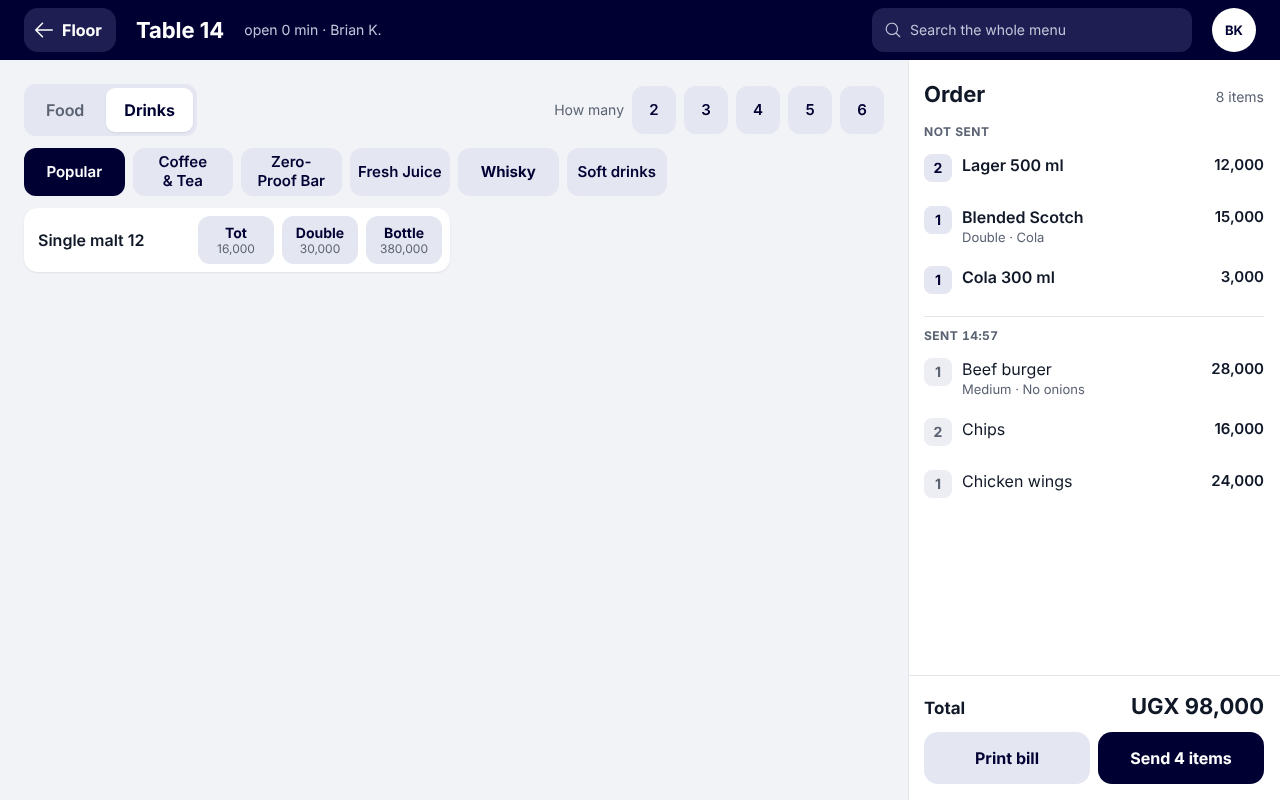 Floor
Table 14
open 0 min · Brian K.
Search the whole menu
BK
Food
Drinks
How many
2
3
4
5
6
Popular
Coffee
& Tea
Zero-
Proof Bar
Fresh Juice
Whisky
Soft drinks
Single malt 12
Tot
16,000
Double
30,000
Bottle
380,000
Order
8 items
NOT SENT
2 Lager 500 ml 12,000
1 Blended Scotch 15,000
Double · Cola
1 Cola 300 ml 3,000
SENT 14:57
1 Beef burger 28,000
Medium · No onions
2 Chips 16,000
1 Chicken wings 24,000
Total UGX 98,000
Print bill
Send 4 items